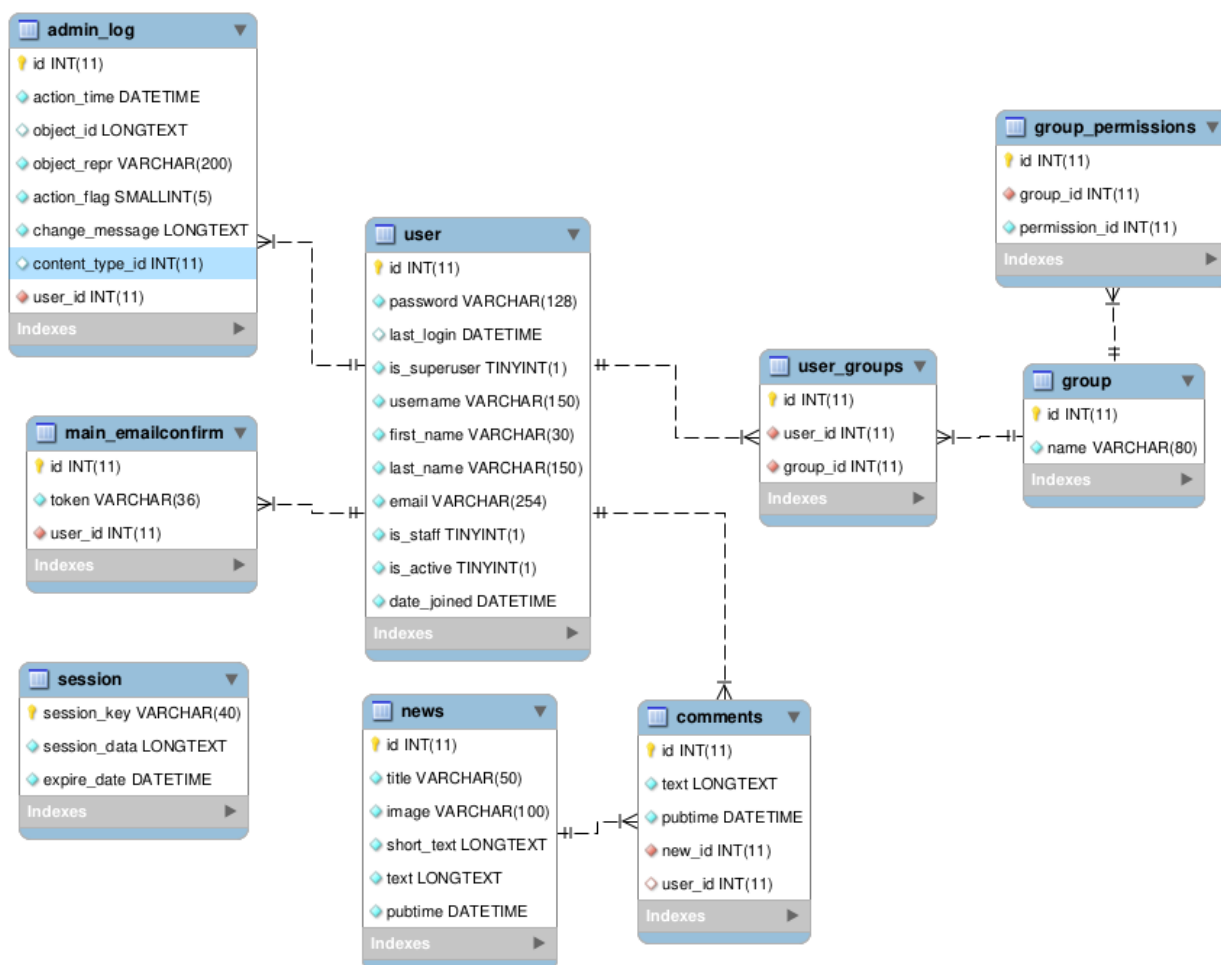 admin_log
id INT(11)
action_time DATETIME
object_id LONGTEXT
object_repr VARCHAR(200)
action_flag SMALLINT(5)
change_message LONGTEXT
content_type_id INT(11)
user_id INT(11)
Indexes
main_emailconfirm
id INT(11)
token VARCHAR(36)
user_id INT(11)
Indexes
session
session_key VARCHAR(40)
session_data LONGTEXT
expire_date DATETIME
Indexes
user
id INT(11)
password VARCHAR(128)
last_login DATETIME
is_superuser TINYINT(1)
username VARCHAR(150)
first_name VARCHAR(30)
last_name VARCHAR(150)
email VARCHAR(254)
is_staff TINYINT(1)
is_active TINYINT(1)
date_joined DATETIME
Indexes
news
id INT(11)
title VARCHAR(50)
image VARCHAR(100)
short_text LONGTEXT
text LONGTEXT
pubtime DATETIME
Indexes
comments
id INT(11)
text LONGTEXT
pubtime DATETIME
new_id INT(11)
user_id INT(11)
Indexes
user_groups
id INT(11)
user_id INT(11)
group_id INT(11)
Indexes
group_permissions
id INT(11)
group_id INT(11)
permission_id INT(11)
Indexes
group
id INT(11)
name VARCHAR(80)
Indexes